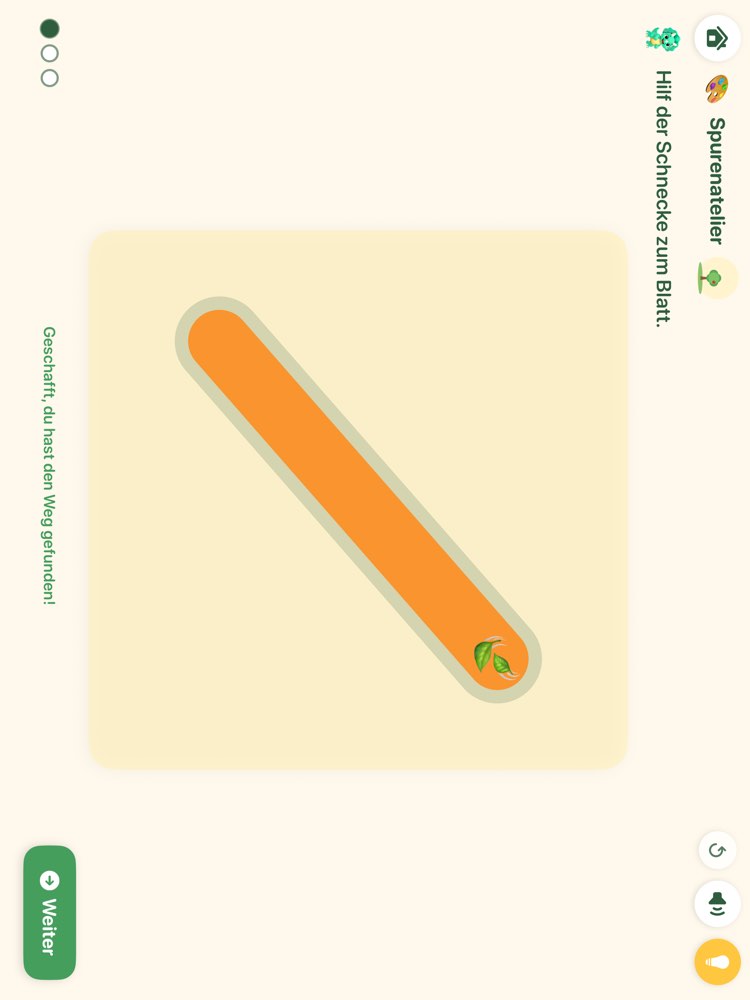 Spurenatelier
Hilf der Schnecke zum Blatt.
Geschafft, du hast den Weg gefunden!
Weiter